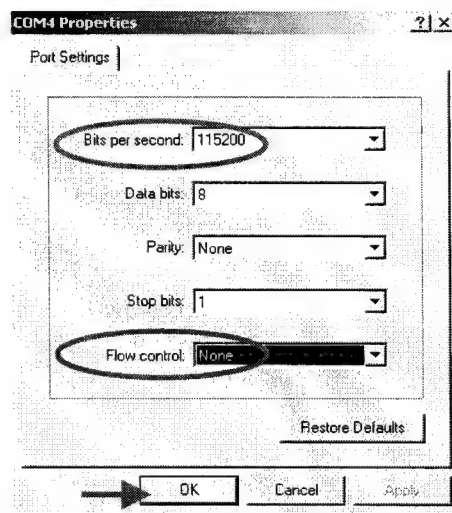 COM4 Properties
Port Settings
Bits per second: 115200
Data bits: 8
Parity: None
Stop bits: 1
Flow control: None
Restore Defaults
OK Cancel Apply